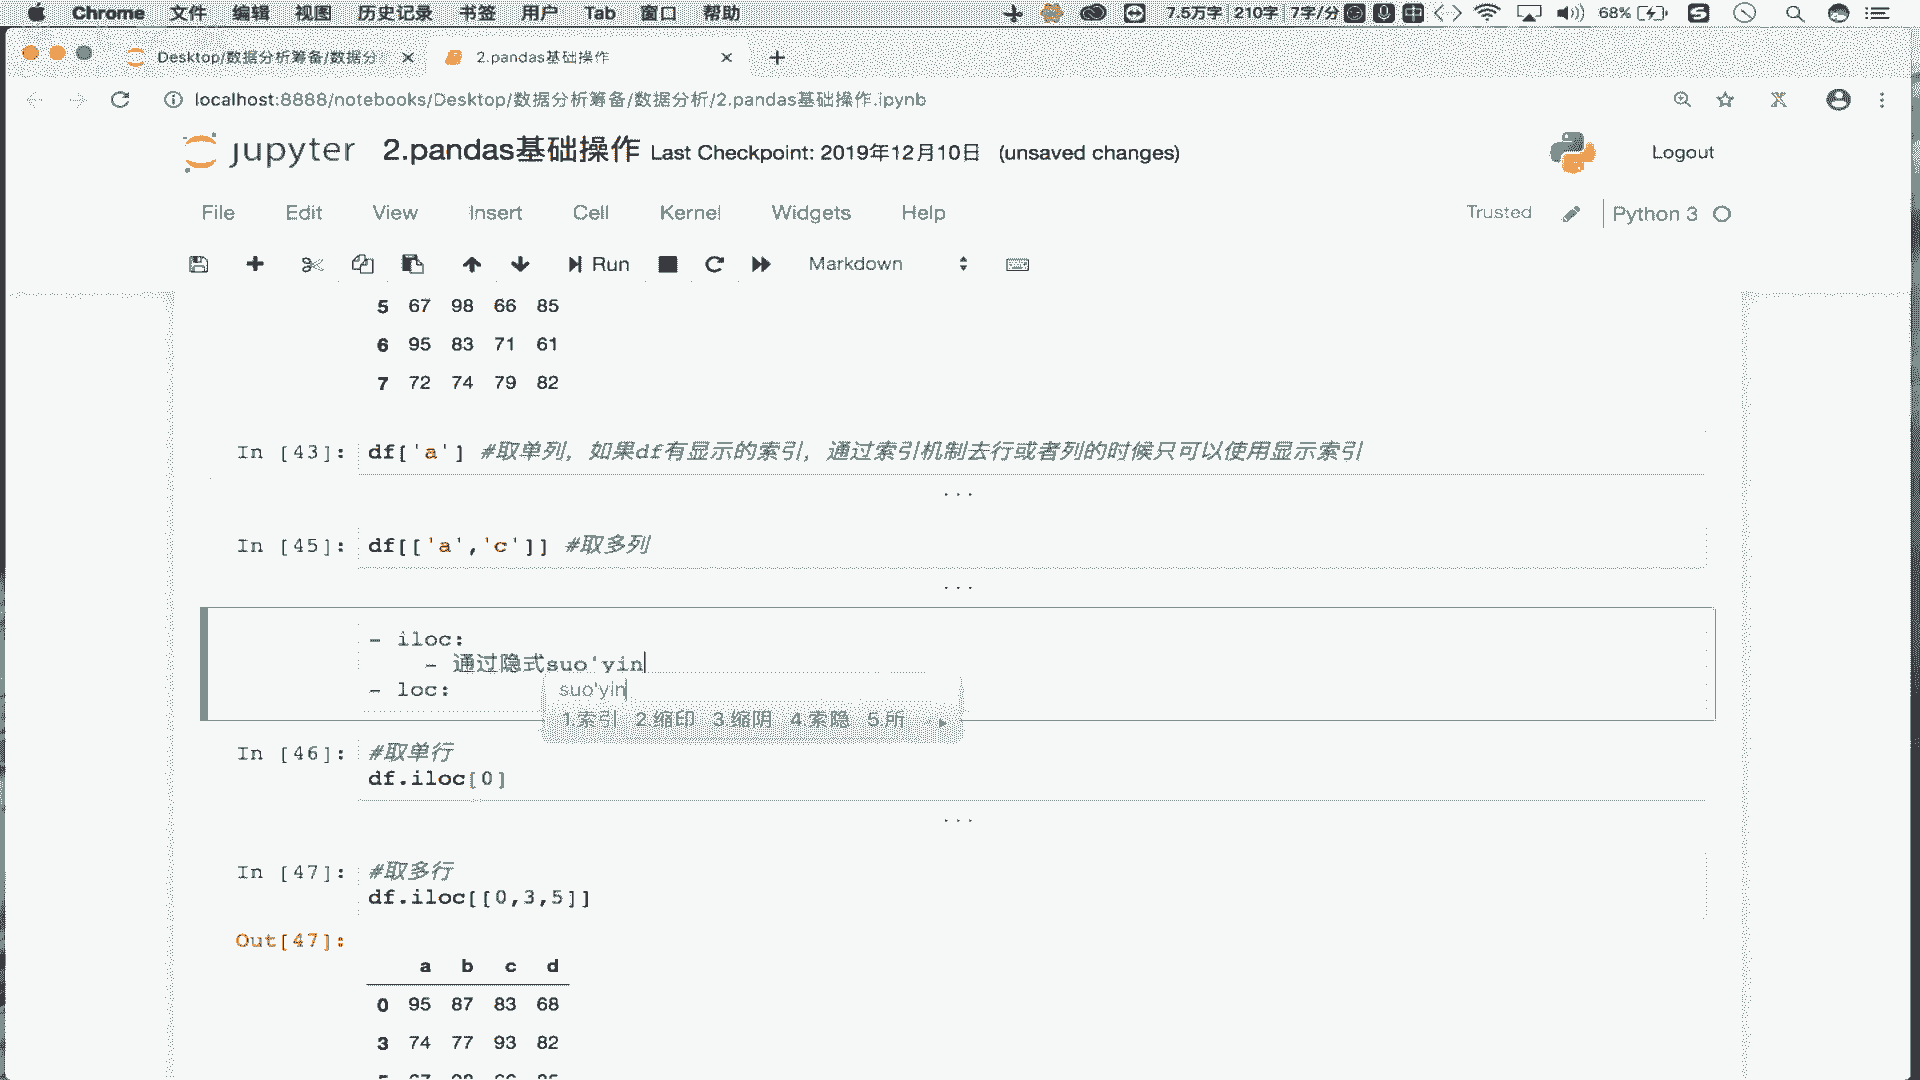 Chrome 文件 编辑 视图 历史记录 书签 用户 Tab 窗口 帮助 7.5万字 210字 7字/分 中 68%
Desktop/数据分析筹备/数据分
2.pandas基础操作
localhost:8888/notebooks/Desktop/数据分析筹备/数据分析/2.pandas基础操作.ipynb
jupyter 2.pandas基础操作 Last Checkpoint: 2019年12月10日 (unsaved changes) Logout
File Edit View Insert Cell Kernel Widgets Help Trusted Python 3
Run Markdown
5 67 98 66 85
6 95 83 71 61
7 72 74 79 82
In [43]: df['a'] #取单列，如果df有显示的索引，通过索引机制去行或者列的时候只可以使用显示索引
...
In [45]: df[['a','c']] #取多列
...
- iloc:
- 通过隐式suo'yin
- loc:
suo'yin
1.索引 2.缩印 3.缩阴 4.索隐 5.所
In [46]: #取单行
df.iloc[0]
...
In [47]: #取多行
df.iloc[[0,3,5]]
Out[47]:
a b c d
0 95 87 83 68
3 74 77 93 82